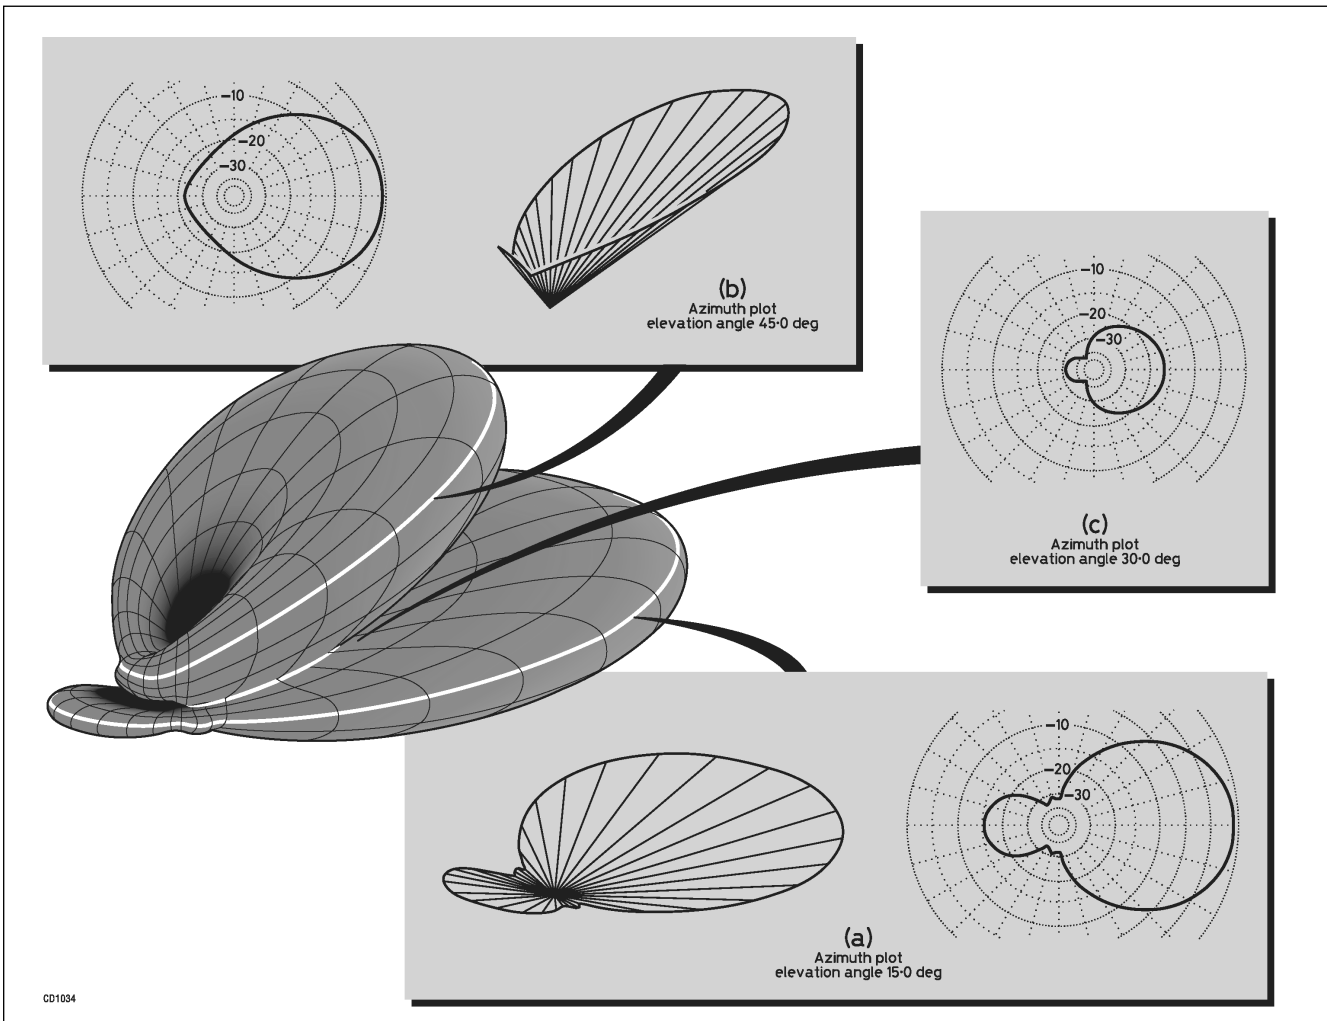 −10
−20
−30
(b)
Azimuth plot
elevation angle 45·0 deg
−10
−20
−30
(c)
Azimuth plot
elevation angle 30·0 deg
−10
−20
−30
(a)
Azimuth plot
elevation angle 15·0 deg
CD1034